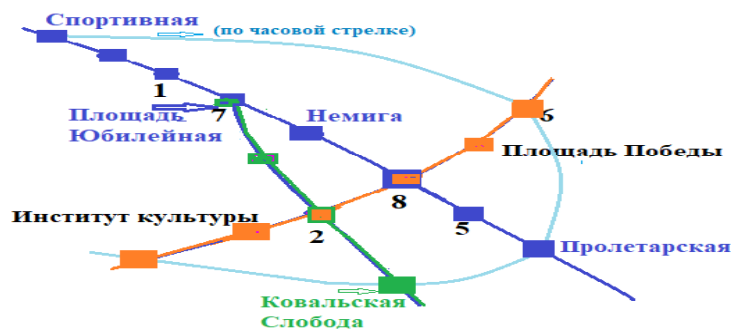 Спортивная
(по часовой стрелке)
1
Площадь
Юбилейная
7
Немига
6
Площадь Победы
Институт культуры
8
2
5
Пролетарская
Ковальская
Слобода